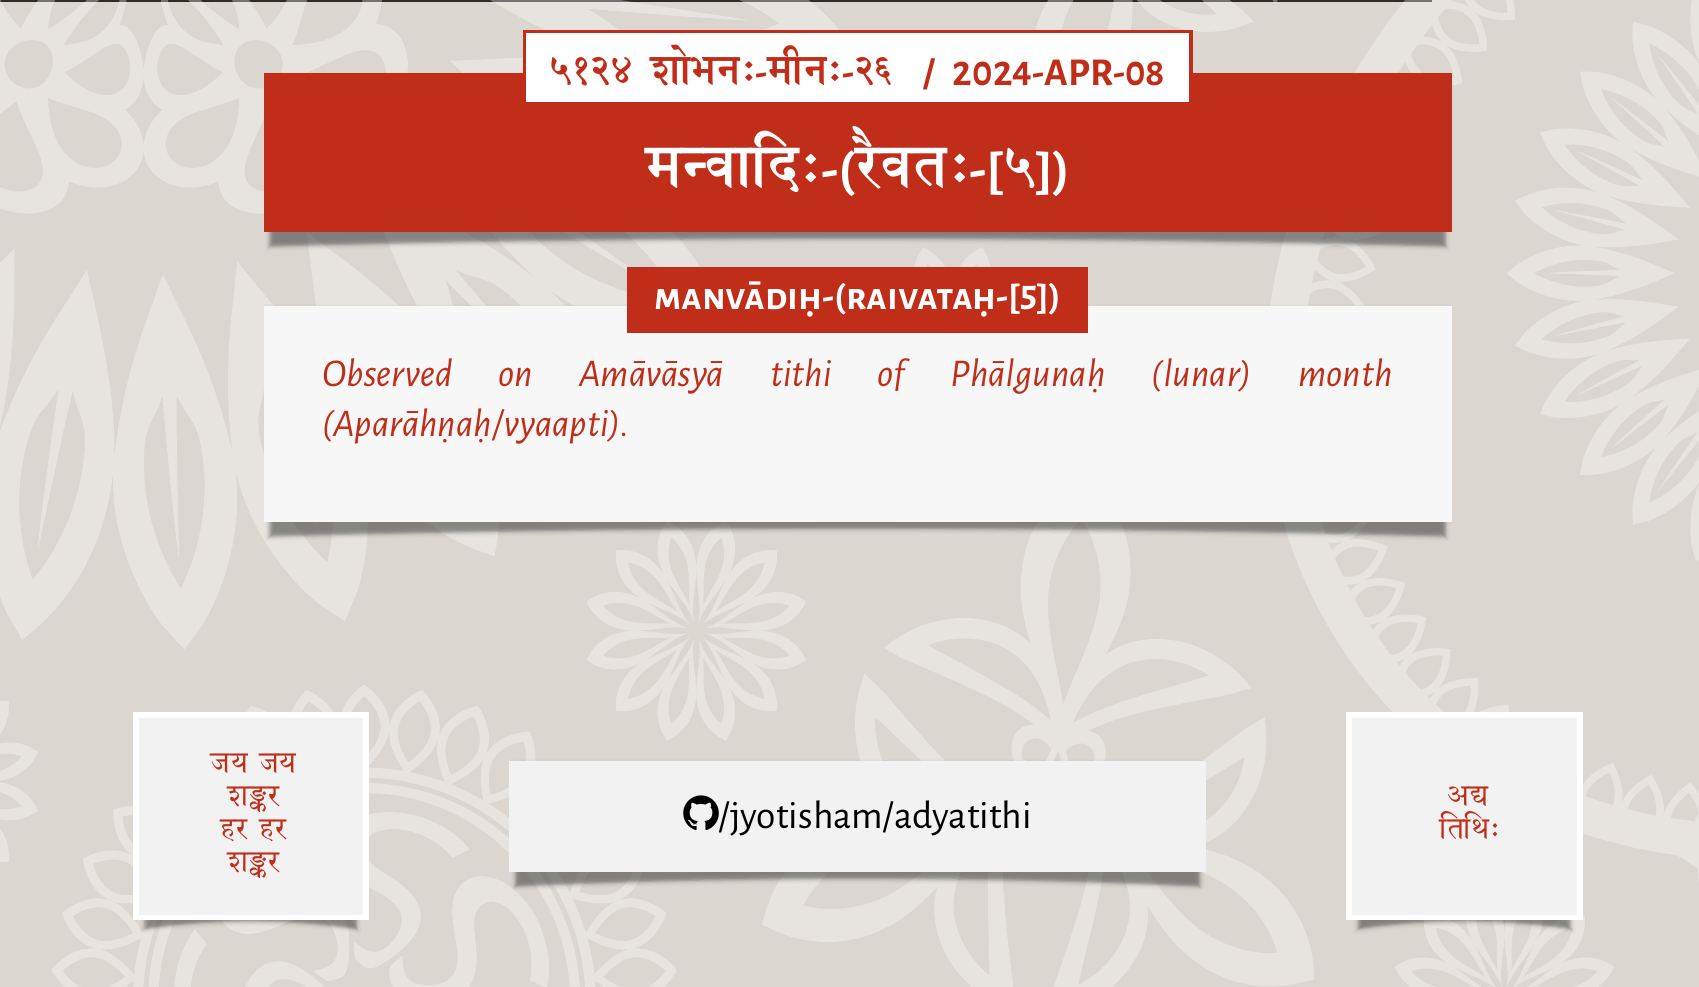 ५१२४ शोभनः-मीनः-२६ / 2024-APR-08
मन्वादिः-(रैवतः-[५])
MANVĀDIḤ-(RAIVATAḤ-[5])
Observed on Amāvāsyā tithi of Phālgunaḥ (lunar) month
(Aparāhṇaḥ/vyaapti).
जय जय
शङ्कर
हर हर
शङ्कर
/jyotisham/adyatithi
अद्य
तिथिः